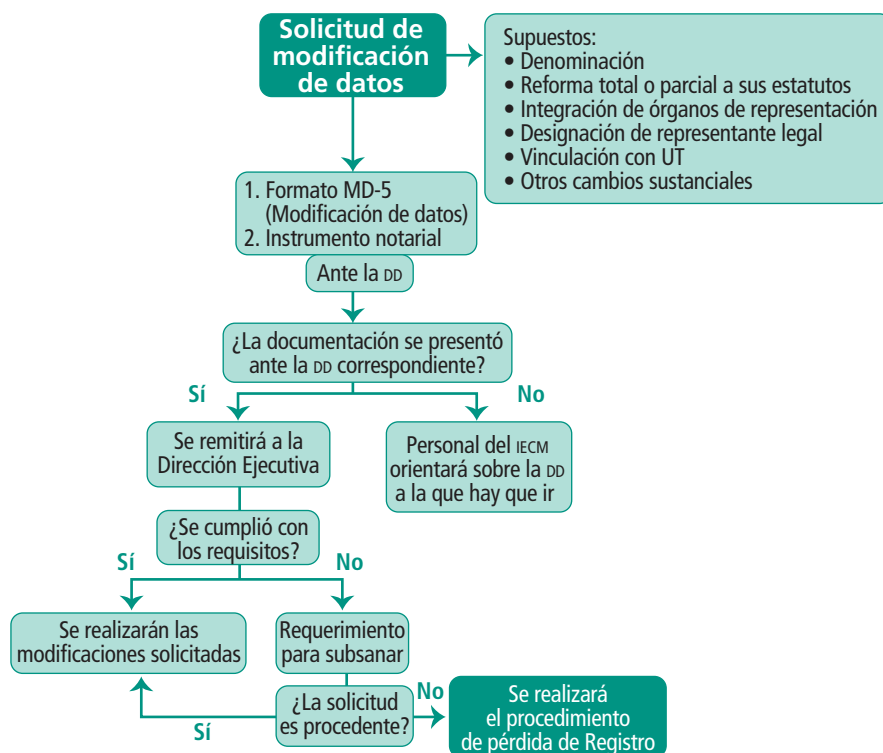 Solicitud de
modificación
de datos
Supuestos:
• Denominación
• Reforma total o parcial a sus estatutos
• Integración de órganos de representación
• Designación de representante legal
• Vinculación con UT
• Otros cambios sustanciales
1. Formato MD-5
(Modificación de datos)
2. Instrumento notarial
Ante la DD
¿La documentación se presentó
ante la DD correspondiente?
Sí
No
Se remitirá a la
Dirección Ejecutiva
Personal del IECM
orientará sobre la DD
a la que hay que ir
¿Se cumplió con
los requisitos?
Sí
No
Se realizarán las
modificaciones solicitadas
Requerimiento
para subsanar
¿La solicitud
es procedente?
Sí
No
Se realizará
el procedimiento
de pérdida de Registro